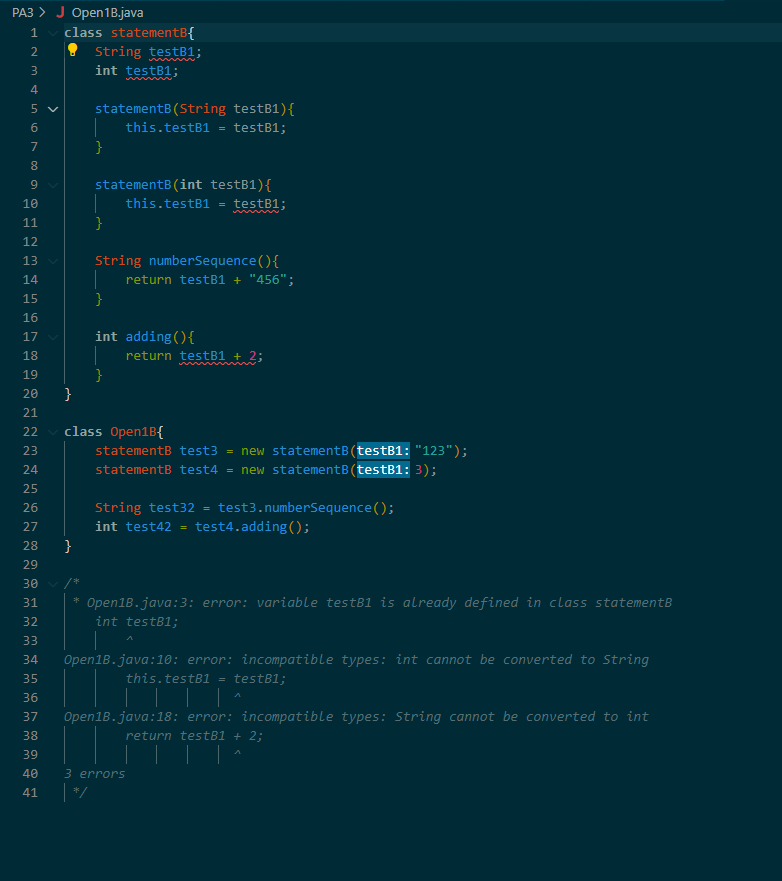 PA3 > J Open1B.java
1 class statementB{
2 String testB1;
3 int testB1;
4
5 statementB(String testB1){
6 this.testB1 = testB1;
7 }
8
9 statementB(int testB1){
10 this.testB1 = testB1;
11 }
12
13 String numberSequence(){
14 return testB1 + "456";
15 }
16
17 int adding(){
18 return testB1 + 2;
19 }
20 }
21
22 class Open1B{
23 statementB test3 = new statementB(testB1: "123");
24 statementB test4 = new statementB(testB1: 3);
25
26 String test32 = test3.numberSequence();
27 int test42 = test4.adding();
28 }
29
30 /*
31 * Open1B.java:3: error: variable testB1 is already defined in class statementB
32 int testB1;
33 ^
34 Open1B.java:10: error: incompatible types: int cannot be converted to String
35 this.testB1 = testB1;
36 ^
37 Open1B.java:18: error: incompatible types: String cannot be converted to int
38 return testB1 + 2;
39 ^
40 3 errors
41 */